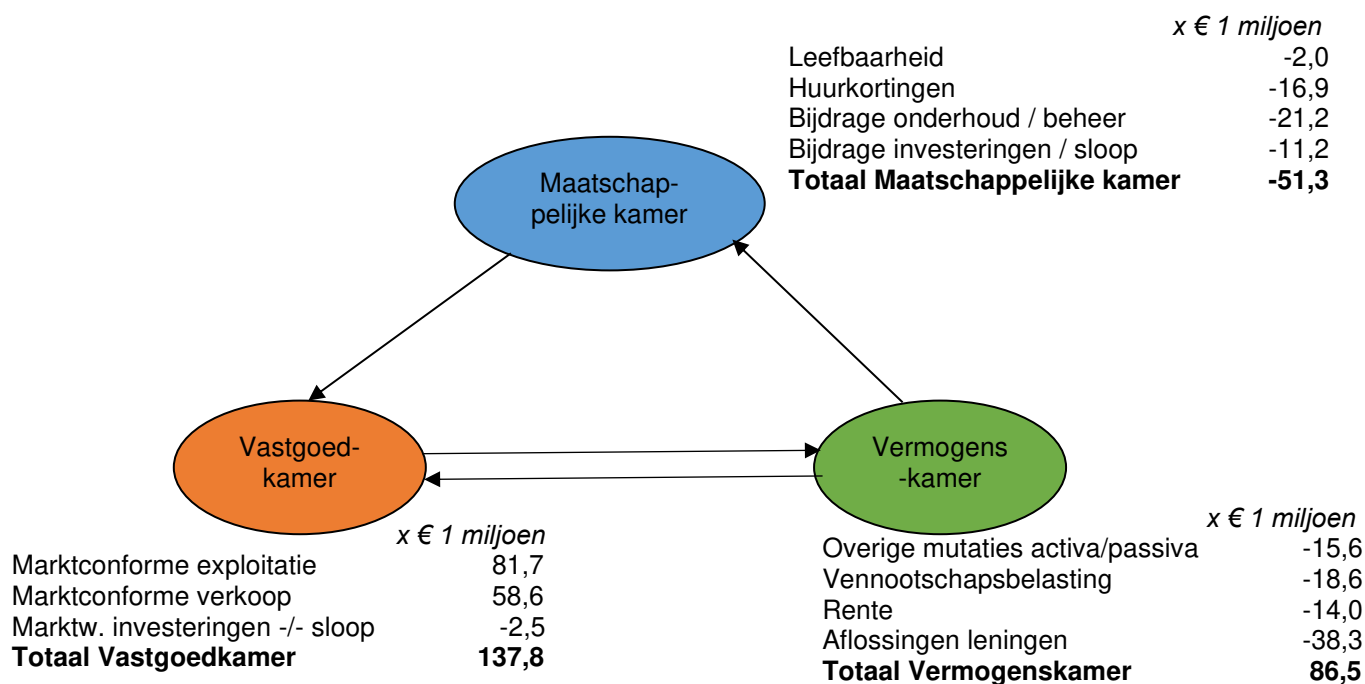 x € 1 miljoen
Leefbaarheid -2,0
Huurkortingen -16,9
Bijdrage onderhoud / beheer -21,2
Bijdrage investeringen / sloop -11,2
Totaal Maatschappelijke kamer -51,3
Maatschap-
pelijke kamer
Vastgoed-
kamer
Vermogens
-kamer
x € 1 miljoen
Marktconforme exploitatie 81,7
Marktconforme verkoop 58,6
Marktw. investeringen -/- sloop -2,5
Totaal Vastgoedkamer 137,8
x € 1 miljoen
Overige mutaties activa/passiva -15,6
Vennootschapsbelasting -18,6
Rente -14,0
Aflossingen leningen -38,3
Totaal Vermogenskamer 86,5